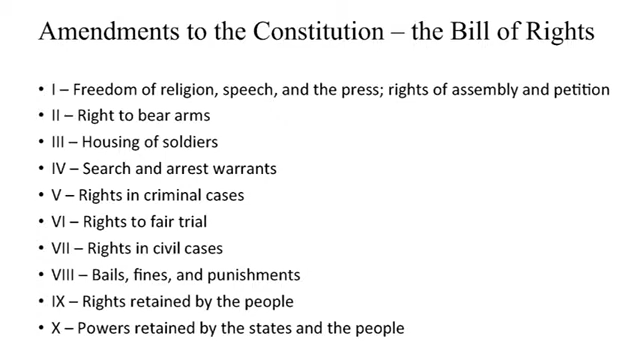 Amendments to the Constitution – the Bill of Rights
• I – Freedom of religion, speech, and the press; rights of assembly and petition
• II – Right to bear arms
• III – Housing of soldiers
• IV – Search and arrest warrants
• V – Rights in criminal cases
• VI – Rights to fair trial
• VII – Rights in civil cases
• VIII – Bails, fines, and punishments
• IX – Rights retained by the people
• X – Powers retained by the states and the people